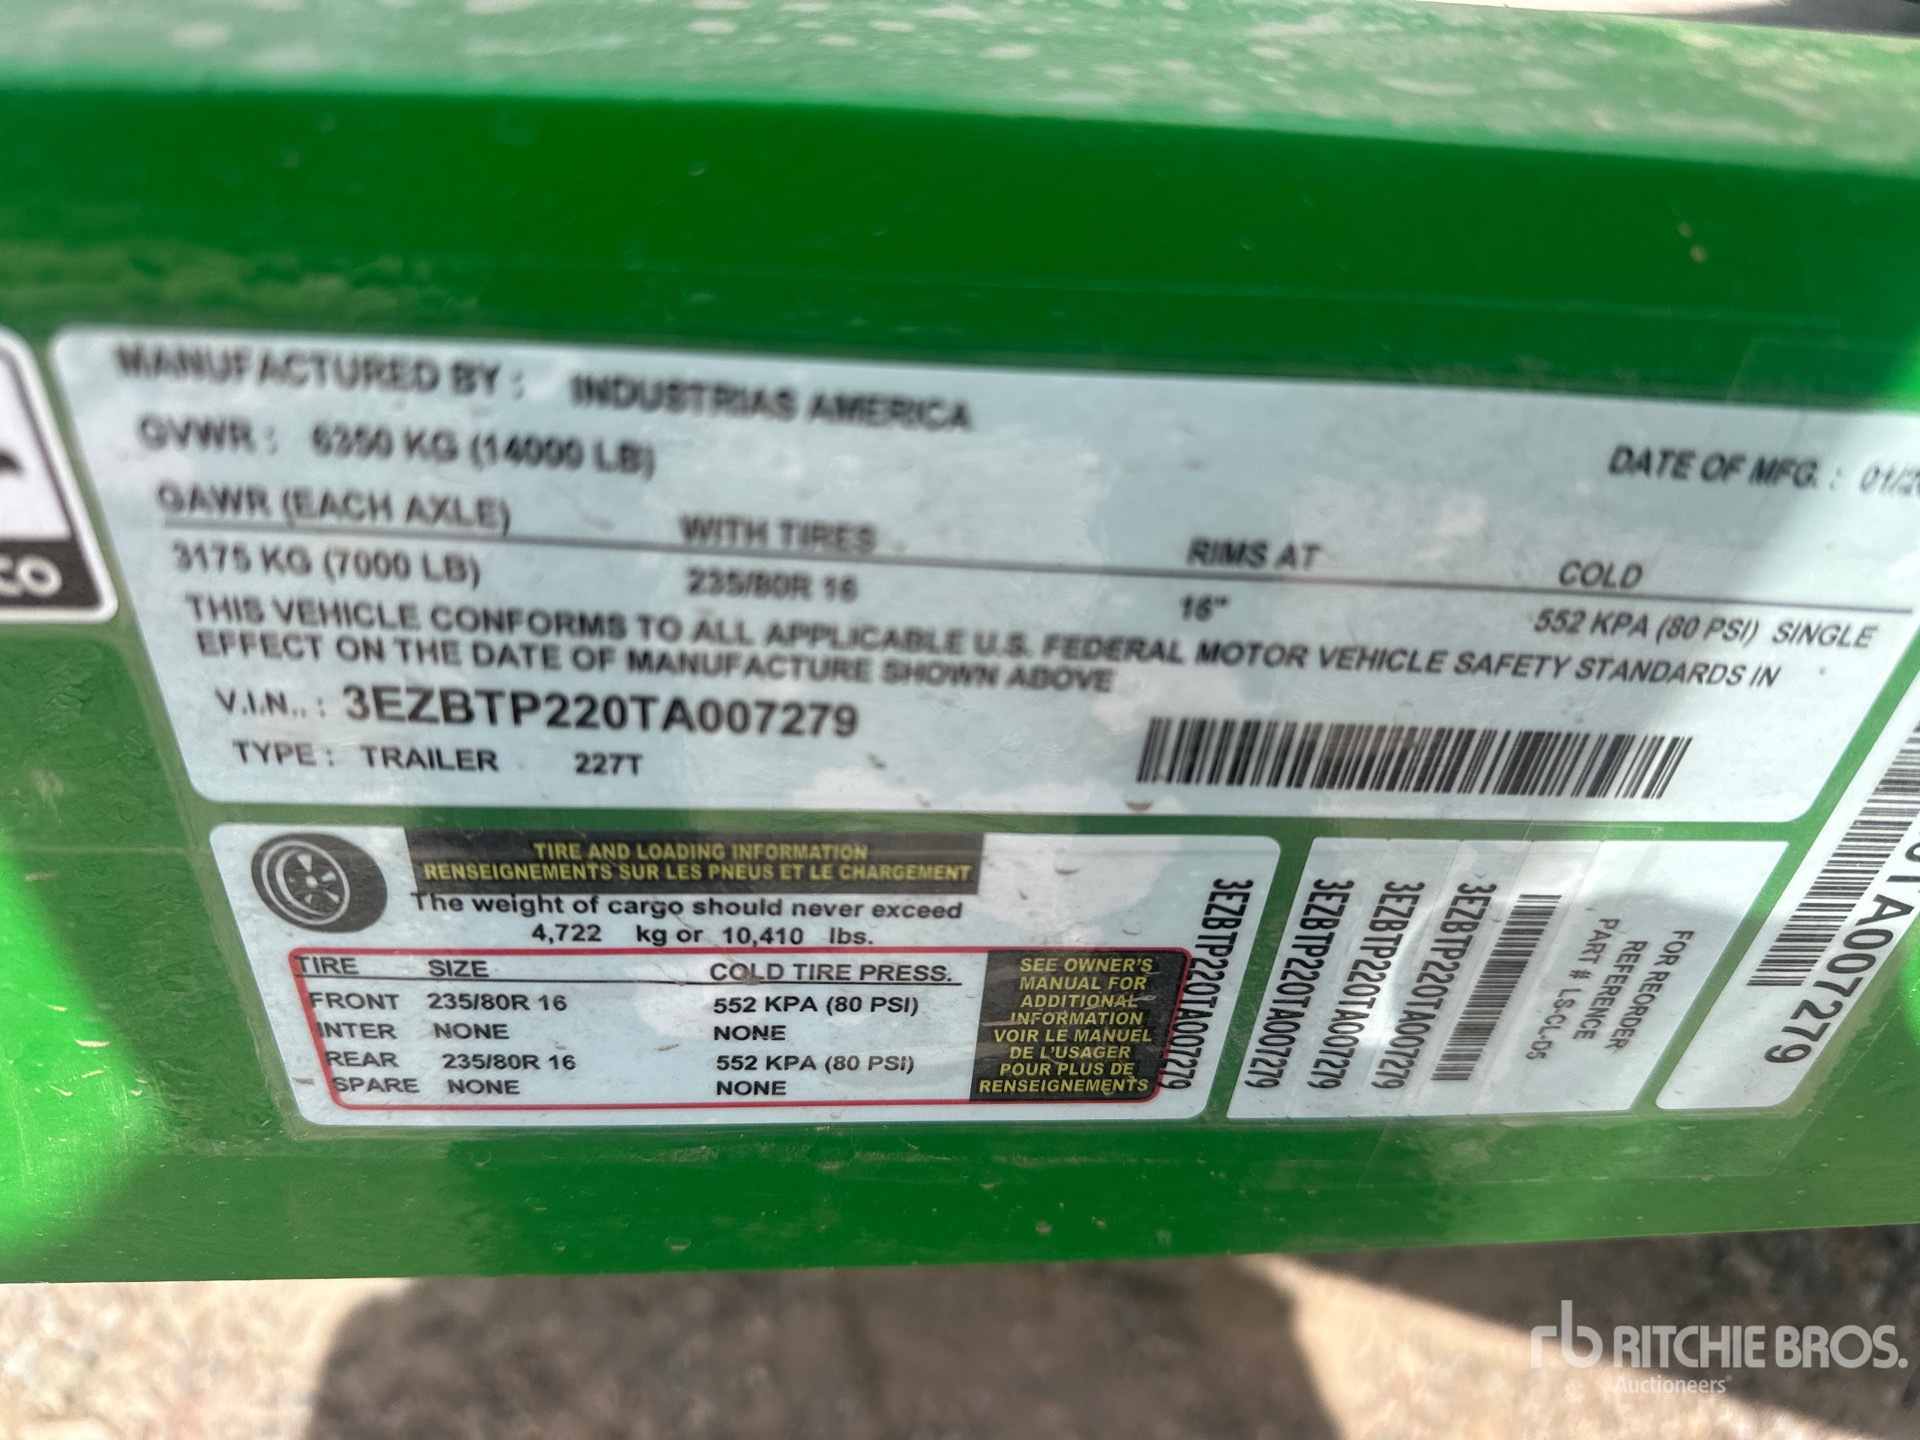 MANUFACTURED BY : INDUSTRIAS AMERICA
GVWR : 6350 KG (14000 LB)
DATE OF MFG. : 01/2
GAWR (EACH AXLE) WITH TIRES RIMS AT COLD
3175 KG (7000 LB) 235/80R 16 16" 552 KPA (80 PSI) SINGLE
THIS VEHICLE CONFORMS TO ALL APPLICABLE U.S. FEDERAL MOTOR VEHICLE SAFETY STANDARDS IN
EFFECT ON THE DATE OF MANUFACTURE SHOWN ABOVE
V.I.N.. : 3EZBTP220TA007279
TYPE : TRAILER 227T
CO
TIRE AND LOADING INFORMATION
RENSEIGNEMENTS SUR LES PNEUS ET LE CHARGEMENT
The weight of cargo should never exceed
4,722 kg or 10,410 lbs.
TIRE SIZE COLD TIRE PRESS.
FRONT 235/80R 16 552 KPA (80 PSI)
INTER NONE NONE
REAR 235/80R 16 552 KPA (80 PSI)
SPARE NONE NONE
SEE OWNER'S
MANUAL FOR
ADDITIONAL
INFORMATION
VOIR LE MANUEL
DE L'USAGER
POUR PLUS DE
RENSEIGNEMENTS
3EZBTP220TA007279
3EZBTP220TA007279
3EZBTP220TA007279
3EZBTP220TA007279
FOR REORDER
REFERENCE
PART # LS-CL-D5
0TA007279
rb RITCHIE BROS.
Auctioneers